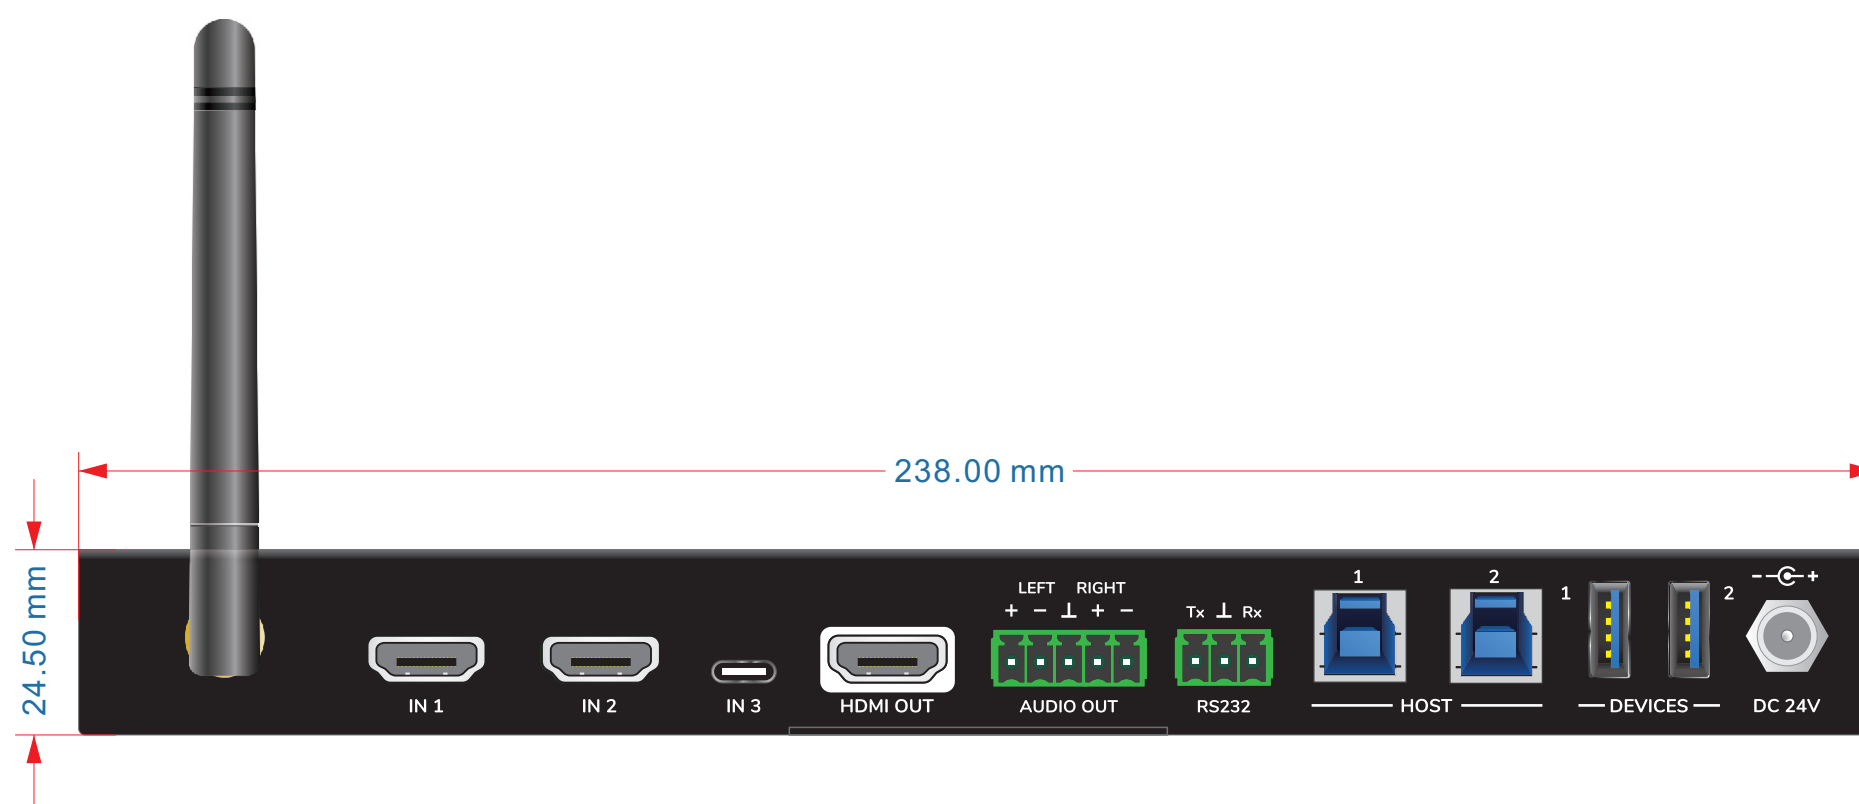 238.00 mm
24.50 mm
LEFT RIGHT
+ − ⊥ + −
Tx ⊥ Rx
1 2
1 2
− +
IN 1
IN 2
IN 3
HDMI OUT
AUDIO OUT
RS232
HOST
DEVICES
DC 24V